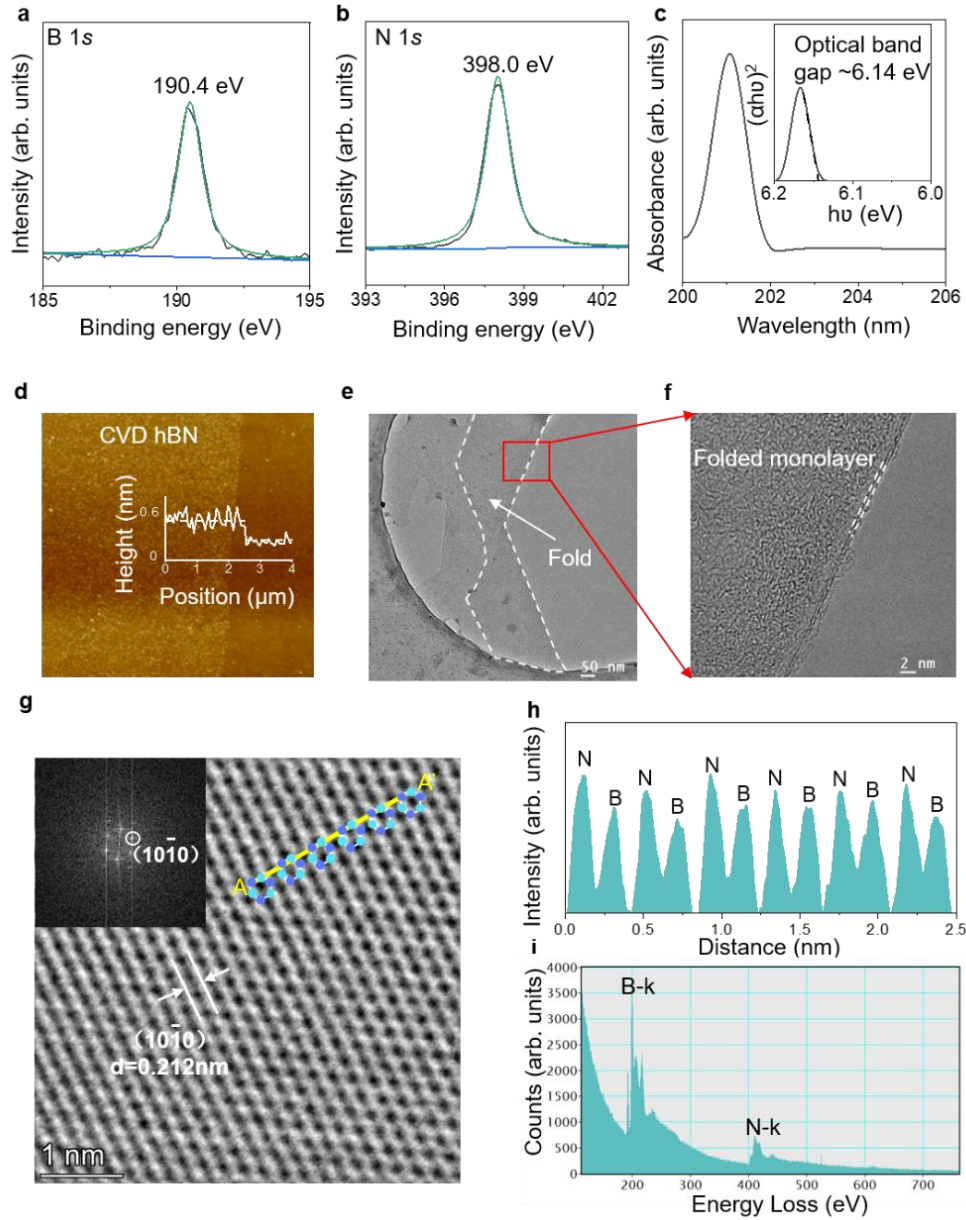 a
B 1s
190.4 eV
Intensity (arb. units)
185 190 195
Binding energy (eV)
b
N 1s
398.0 eV
Intensity (arb. units)
393 396 399 402
Binding energy (eV)
c
Optical band
gap ~6.14 eV
(αhυ)2
6.2 6.1 6.0
hυ (eV)
Absorbance (arb. units)
200 202 204 206
Wavelength (nm)
d
CVD hBN
Height (nm)
0.6
0
0 1 2 3 4
Position (μm)
e
Fold
50 nm
f
Folded monolayer
2 nm
g
(101̄0)
A
A'
(101̄0)
d=0.212nm
1 nm
h
Intensity (arb. units)
N B N B N B N B N B N B
0.0 0.5 1.0 1.5 2.0 2.5
Distance (nm)
i
Counts (arb. units)
4000
3500
3000
2500
2000
1500
1000
500
0
B-k
N-k
200 300 400 500 600 700
Energy Loss (eV)